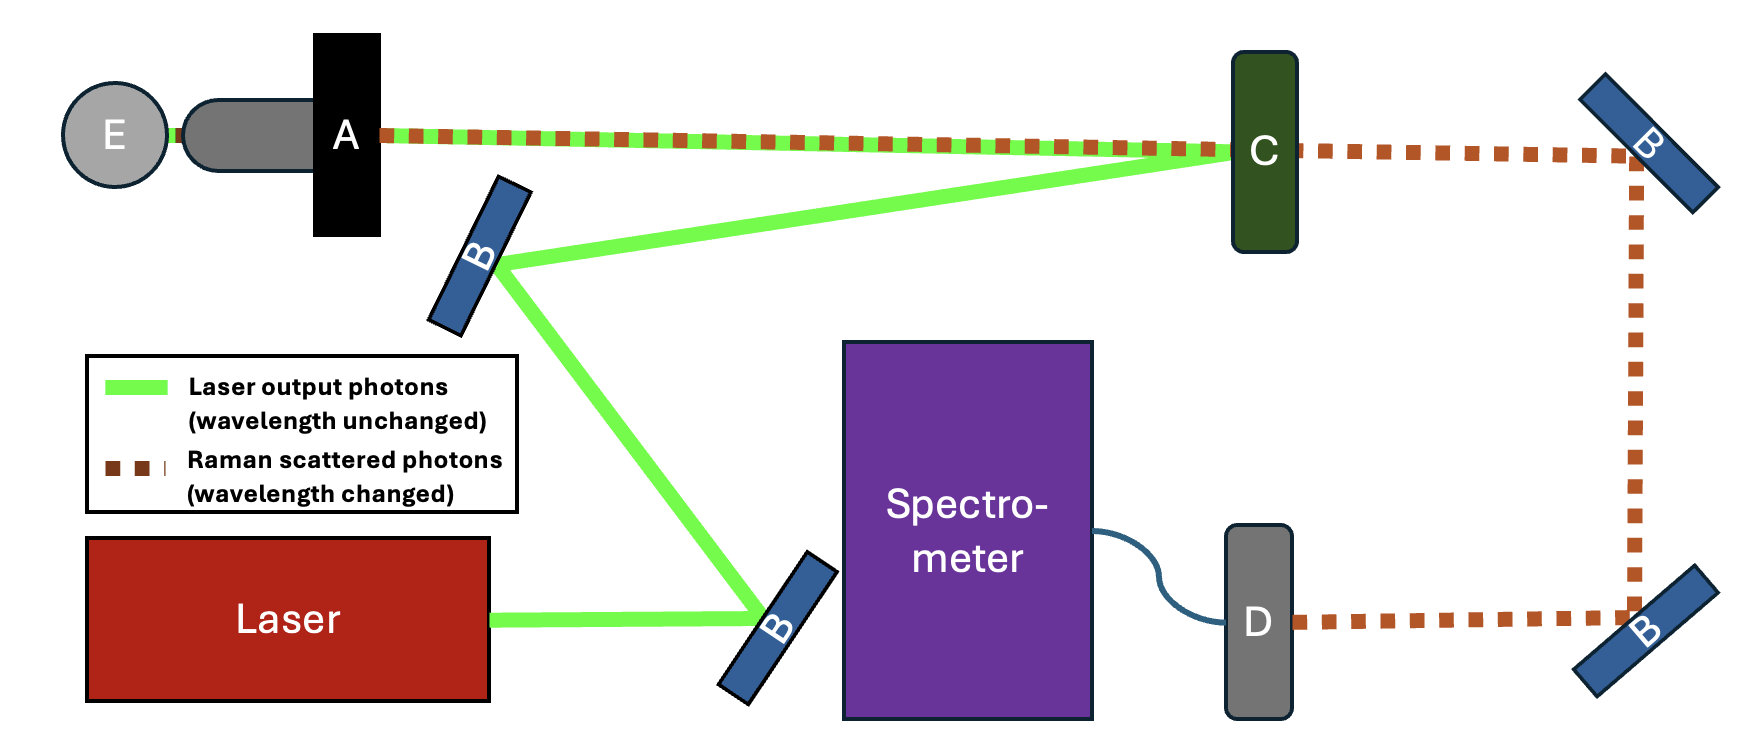 E
A
C
B
B
Laser output photons
(wavelength unchanged)
Raman scattered photons
(wavelength changed)
Spectro-
meter
Laser
B
D
B